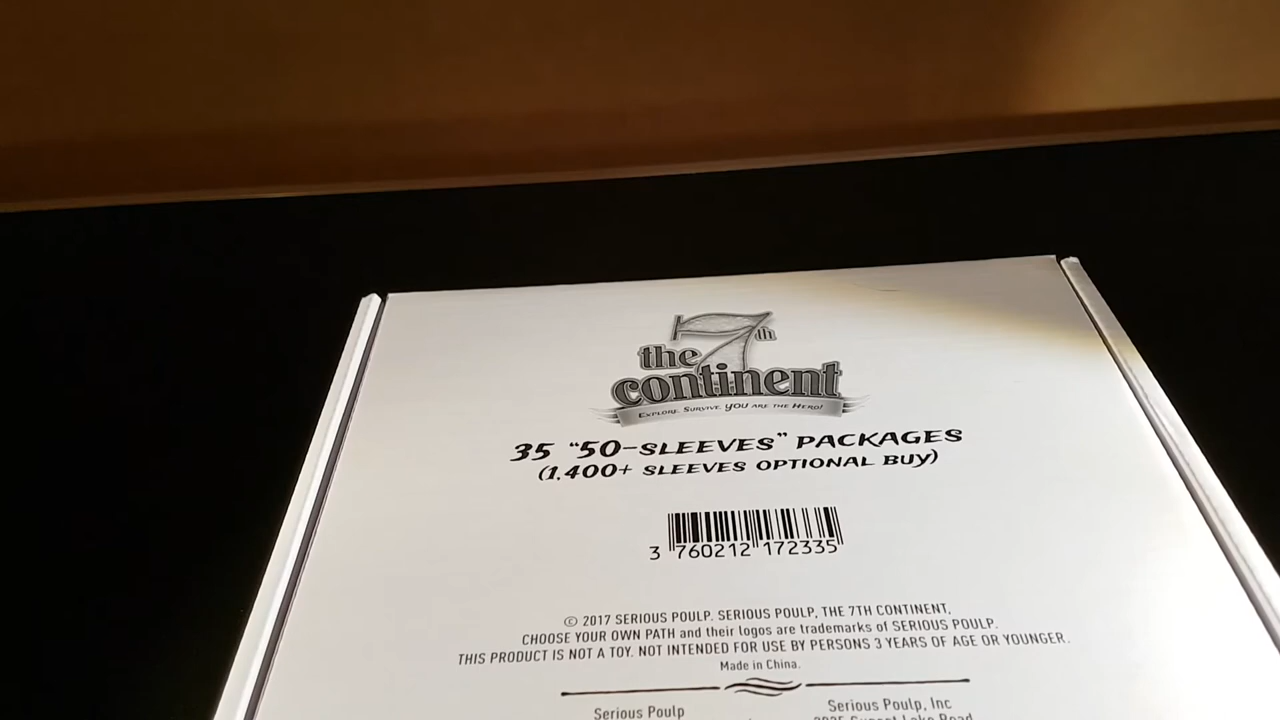 the 7th
continent
EXPLORE. SURVIVE. YOU ARE THE HERO!
35 “50-SLEEVES” PACKAGES
(1,400+ SLEEVES OPTIONAL BUY)
3 760212 172335
© 2017 SERIOUS POULP. SERIOUS POULP, THE 7TH CONTINENT,
CHOOSE YOUR OWN PATH and their logos are trademarks of SERIOUS POULP.
THIS PRODUCT IS NOT A TOY. NOT INTENDED FOR USE BY PERSONS 3 YEARS OF AGE OR YOUNGER.
Made in China.
Serious Poulp
Serious Poulp, Inc